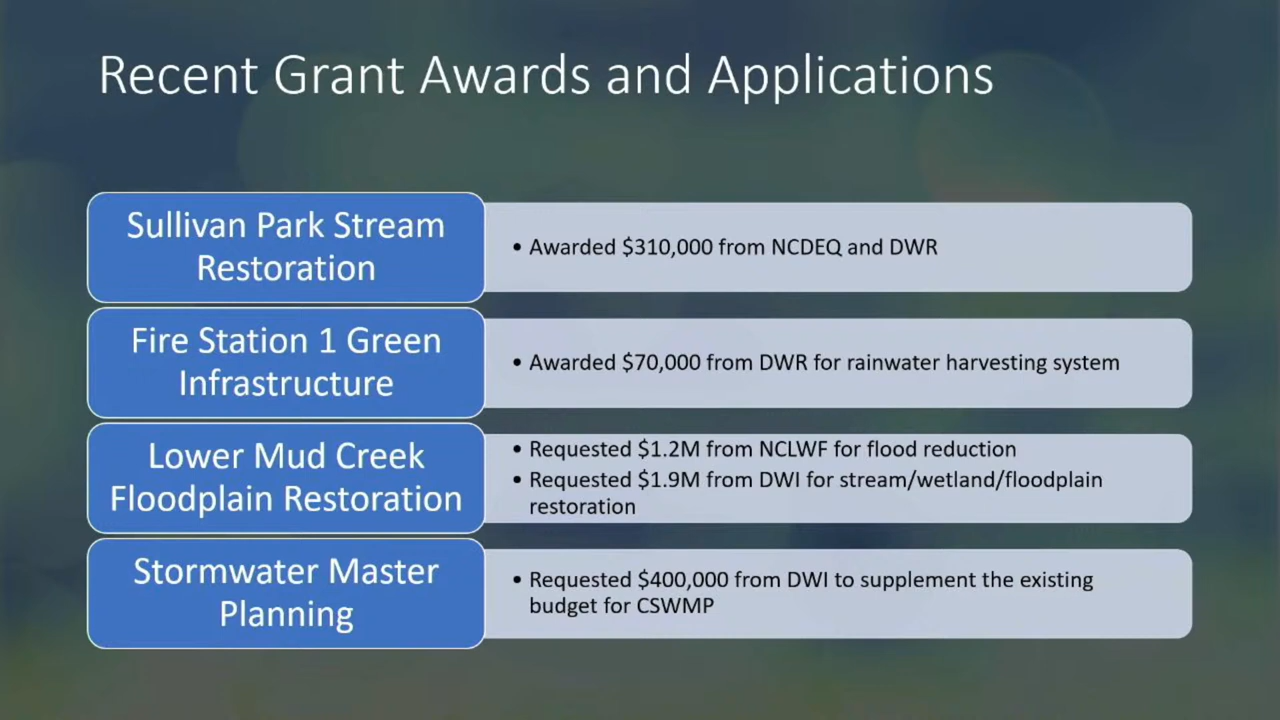 Recent Grant Awards and Applications
Sullivan Park Stream
Restoration
• Awarded $310,000 from NCDEQ and DWR
Fire Station 1 Green
Infrastructure
• Awarded $70,000 from DWR for rainwater harvesting system
Lower Mud Creek
Floodplain Restoration
• Requested $1.2M from NCLWF for flood reduction
• Requested $1.9M from DWI for stream/wetland/floodplain
restoration
Stormwater Master
Planning
• Requested $400,000 from DWI to supplement the existing
budget for CSWMP